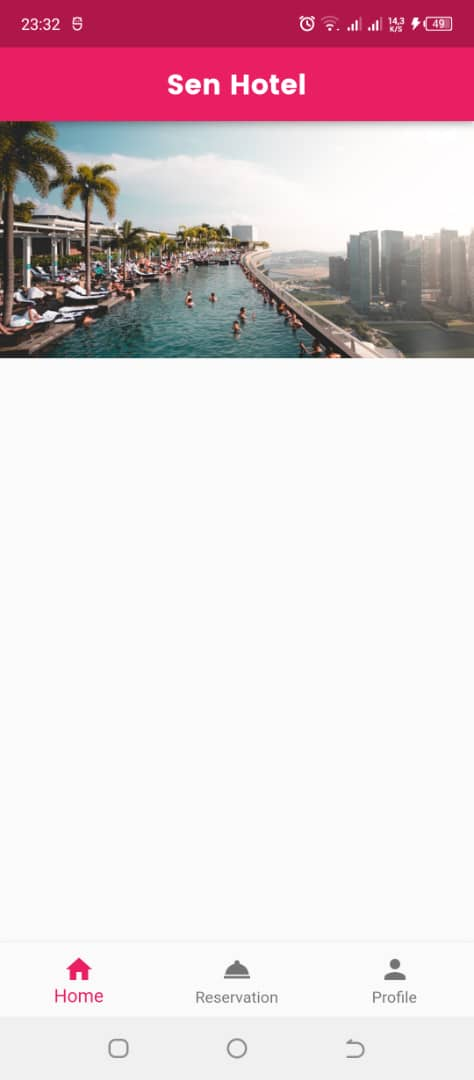 23:32
14,3
K/S
49
Sen Hotel
Home
Reservation
Profile